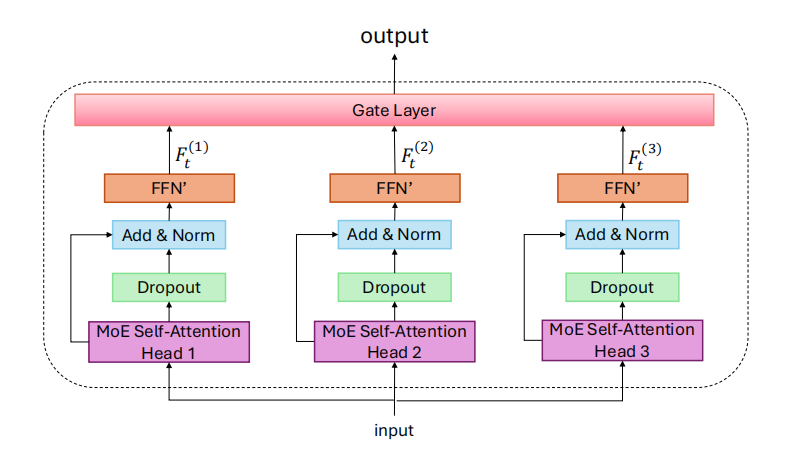 output
Gate Layer
F_t^{(1)} F_t^{(2)} F_t^{(3)}
FFN’ FFN’ FFN’
Add & Norm Add & Norm Add & Norm
Dropout Dropout Dropout
MoE Self-Attention
Head 1
MoE Self-Attention
Head 2
MoE Self-Attention
Head 3
input